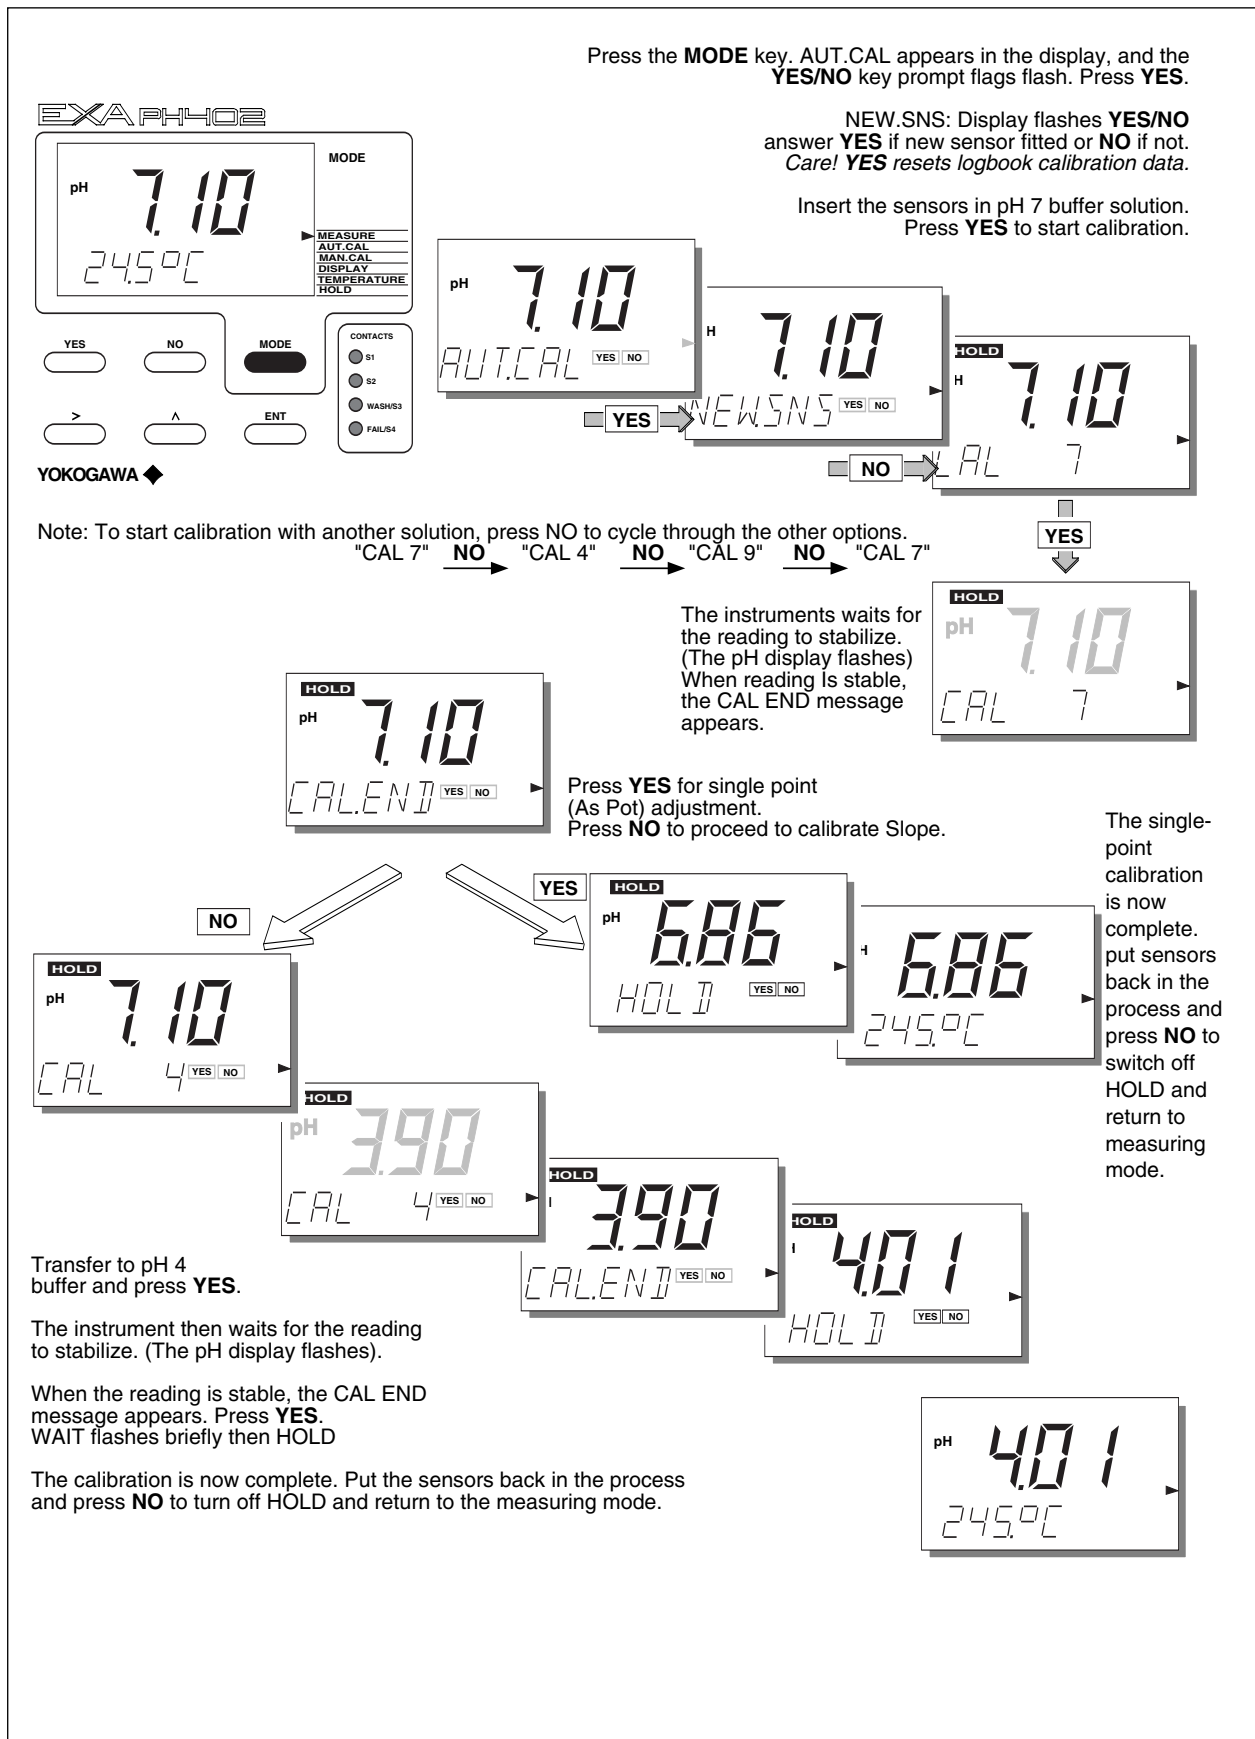 Press the MODE key. AUT.CAL appears in the display, and the
YES/NO key prompt flags flash. Press YES.
NEW.SNS: Display flashes YES/NO
answer YES if new sensor fitted or NO if not.
Care! YES resets logbook calibration data.
Insert the sensors in pH 7 buffer solution.
Press YES to start calibration.
EXA PH402
MODE
pH
7.10
24.5°C
MEASURE
AUT.CAL
MAN.CAL
DISPLAY
TEMPERATURE
HOLD
YES
NO
MODE
>
^
ENT
CONTACTS
S1
S2
WASH/S3
FAIL/S4
YOKOGAWA
pH
7.10
AUT.CAL YES NO
YES
H
7.10
NEW.SNS YES NO
NO
HOLD
H
7.10
CAL 7
YES
Note: To start calibration with another solution, press NO to cycle through the other options.
"CAL 7" NO "CAL 4" NO "CAL 9" NO "CAL 7"
The instruments waits for
the reading to stabilize.
(The pH display flashes)
When reading Is stable,
the CAL END message
appears.
HOLD
pH
7.10
CAL 7
HOLD
pH
7.10
CAL.END YES NO
Press YES for single point
(As Pot) adjustment.
Press NO to proceed to calibrate Slope.
YES
HOLD
pH
6.86
HOLD YES NO
H
6.86
245.°C
The single-
point
calibration
is now
complete.
put sensors
back in the
process and
press NO to
switch off
HOLD and
return to
measuring
mode.
NO
HOLD
pH
7.10
CAL 4 YES NO
HOLD
pH
3.90
CAL 4 YES NO
HOLD
3.90
CAL.END YES NO
HOLD
4.01
HOLD YES NO
Transfer to pH 4
buffer and press YES.
The instrument then waits for the reading
to stabilize. (The pH display flashes).
When the reading is stable, the CAL END
message appears. Press YES.
WAIT flashes briefly then HOLD
The calibration is now complete. Put the sensors back in the process
and press NO to turn off HOLD and return to the measuring mode.
pH
4.01
245.°C